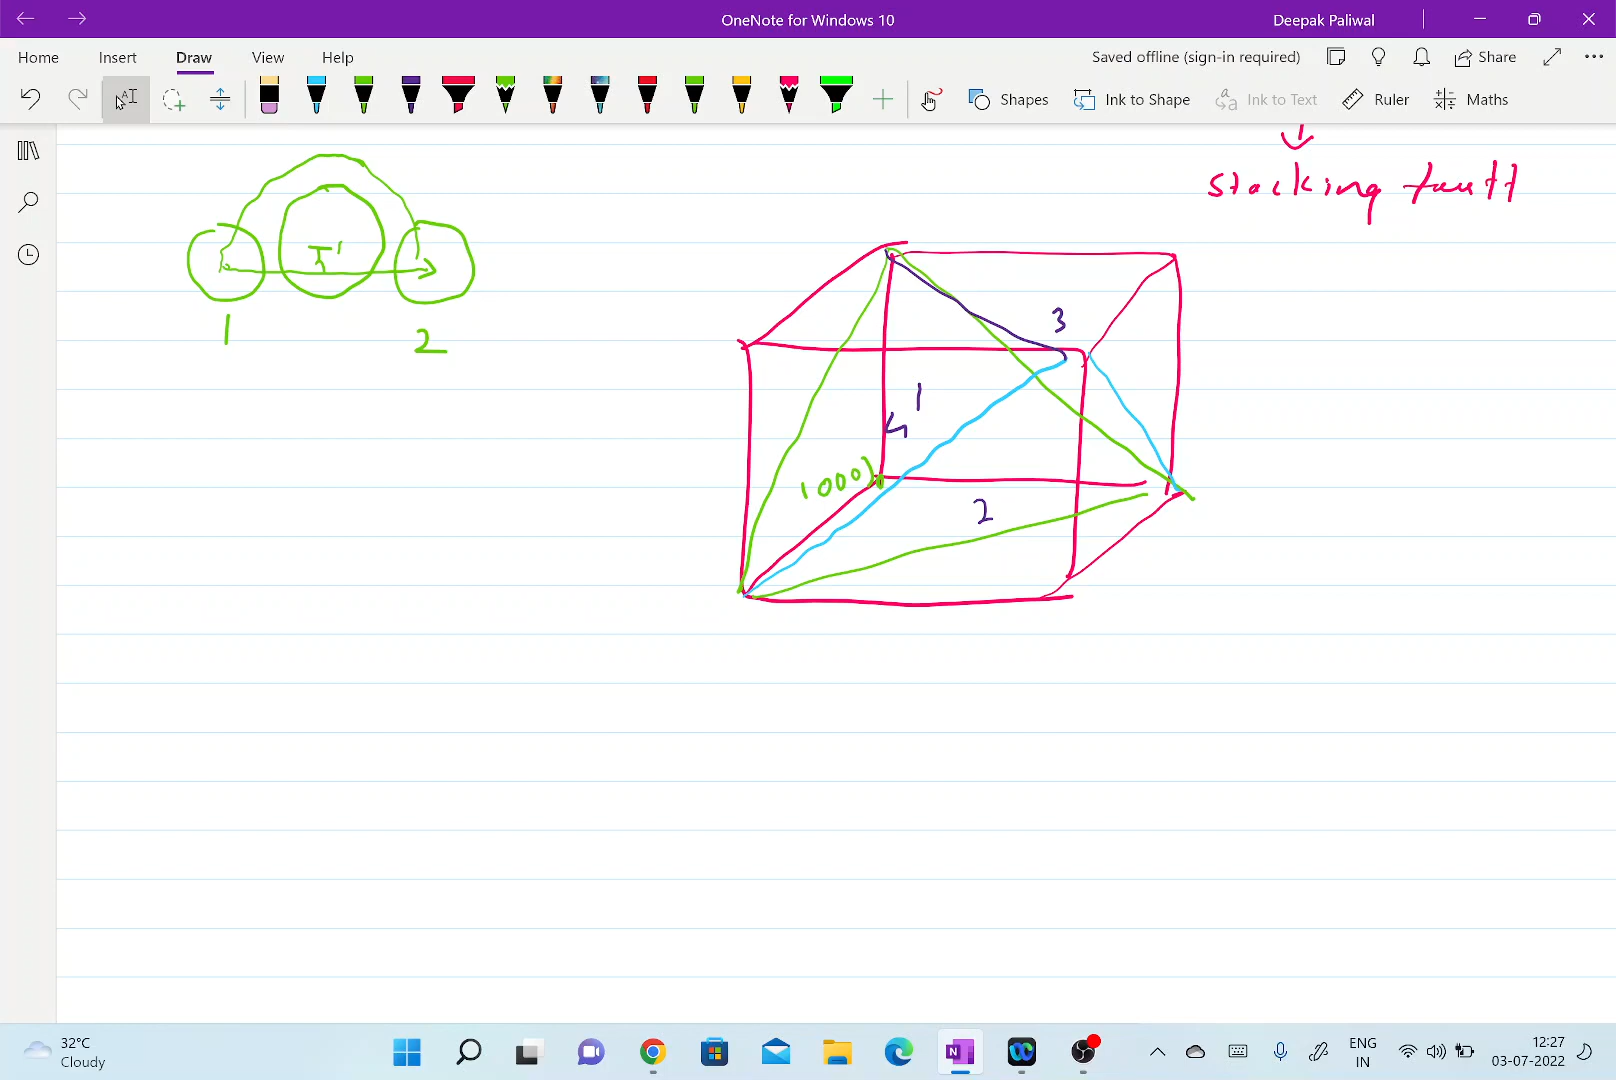 OneNote for Windows 10
Deepak Paliwal
Home Insert Draw View Help
Saved offline (sign-in required)
Share
Shapes
Ink to Shape
Ink to Text
Ruler
Maths
stacking fault
1
2
3
1
4
(000)
2
32°C
Cloudy
ENG
IN
12:27
03-07-2022